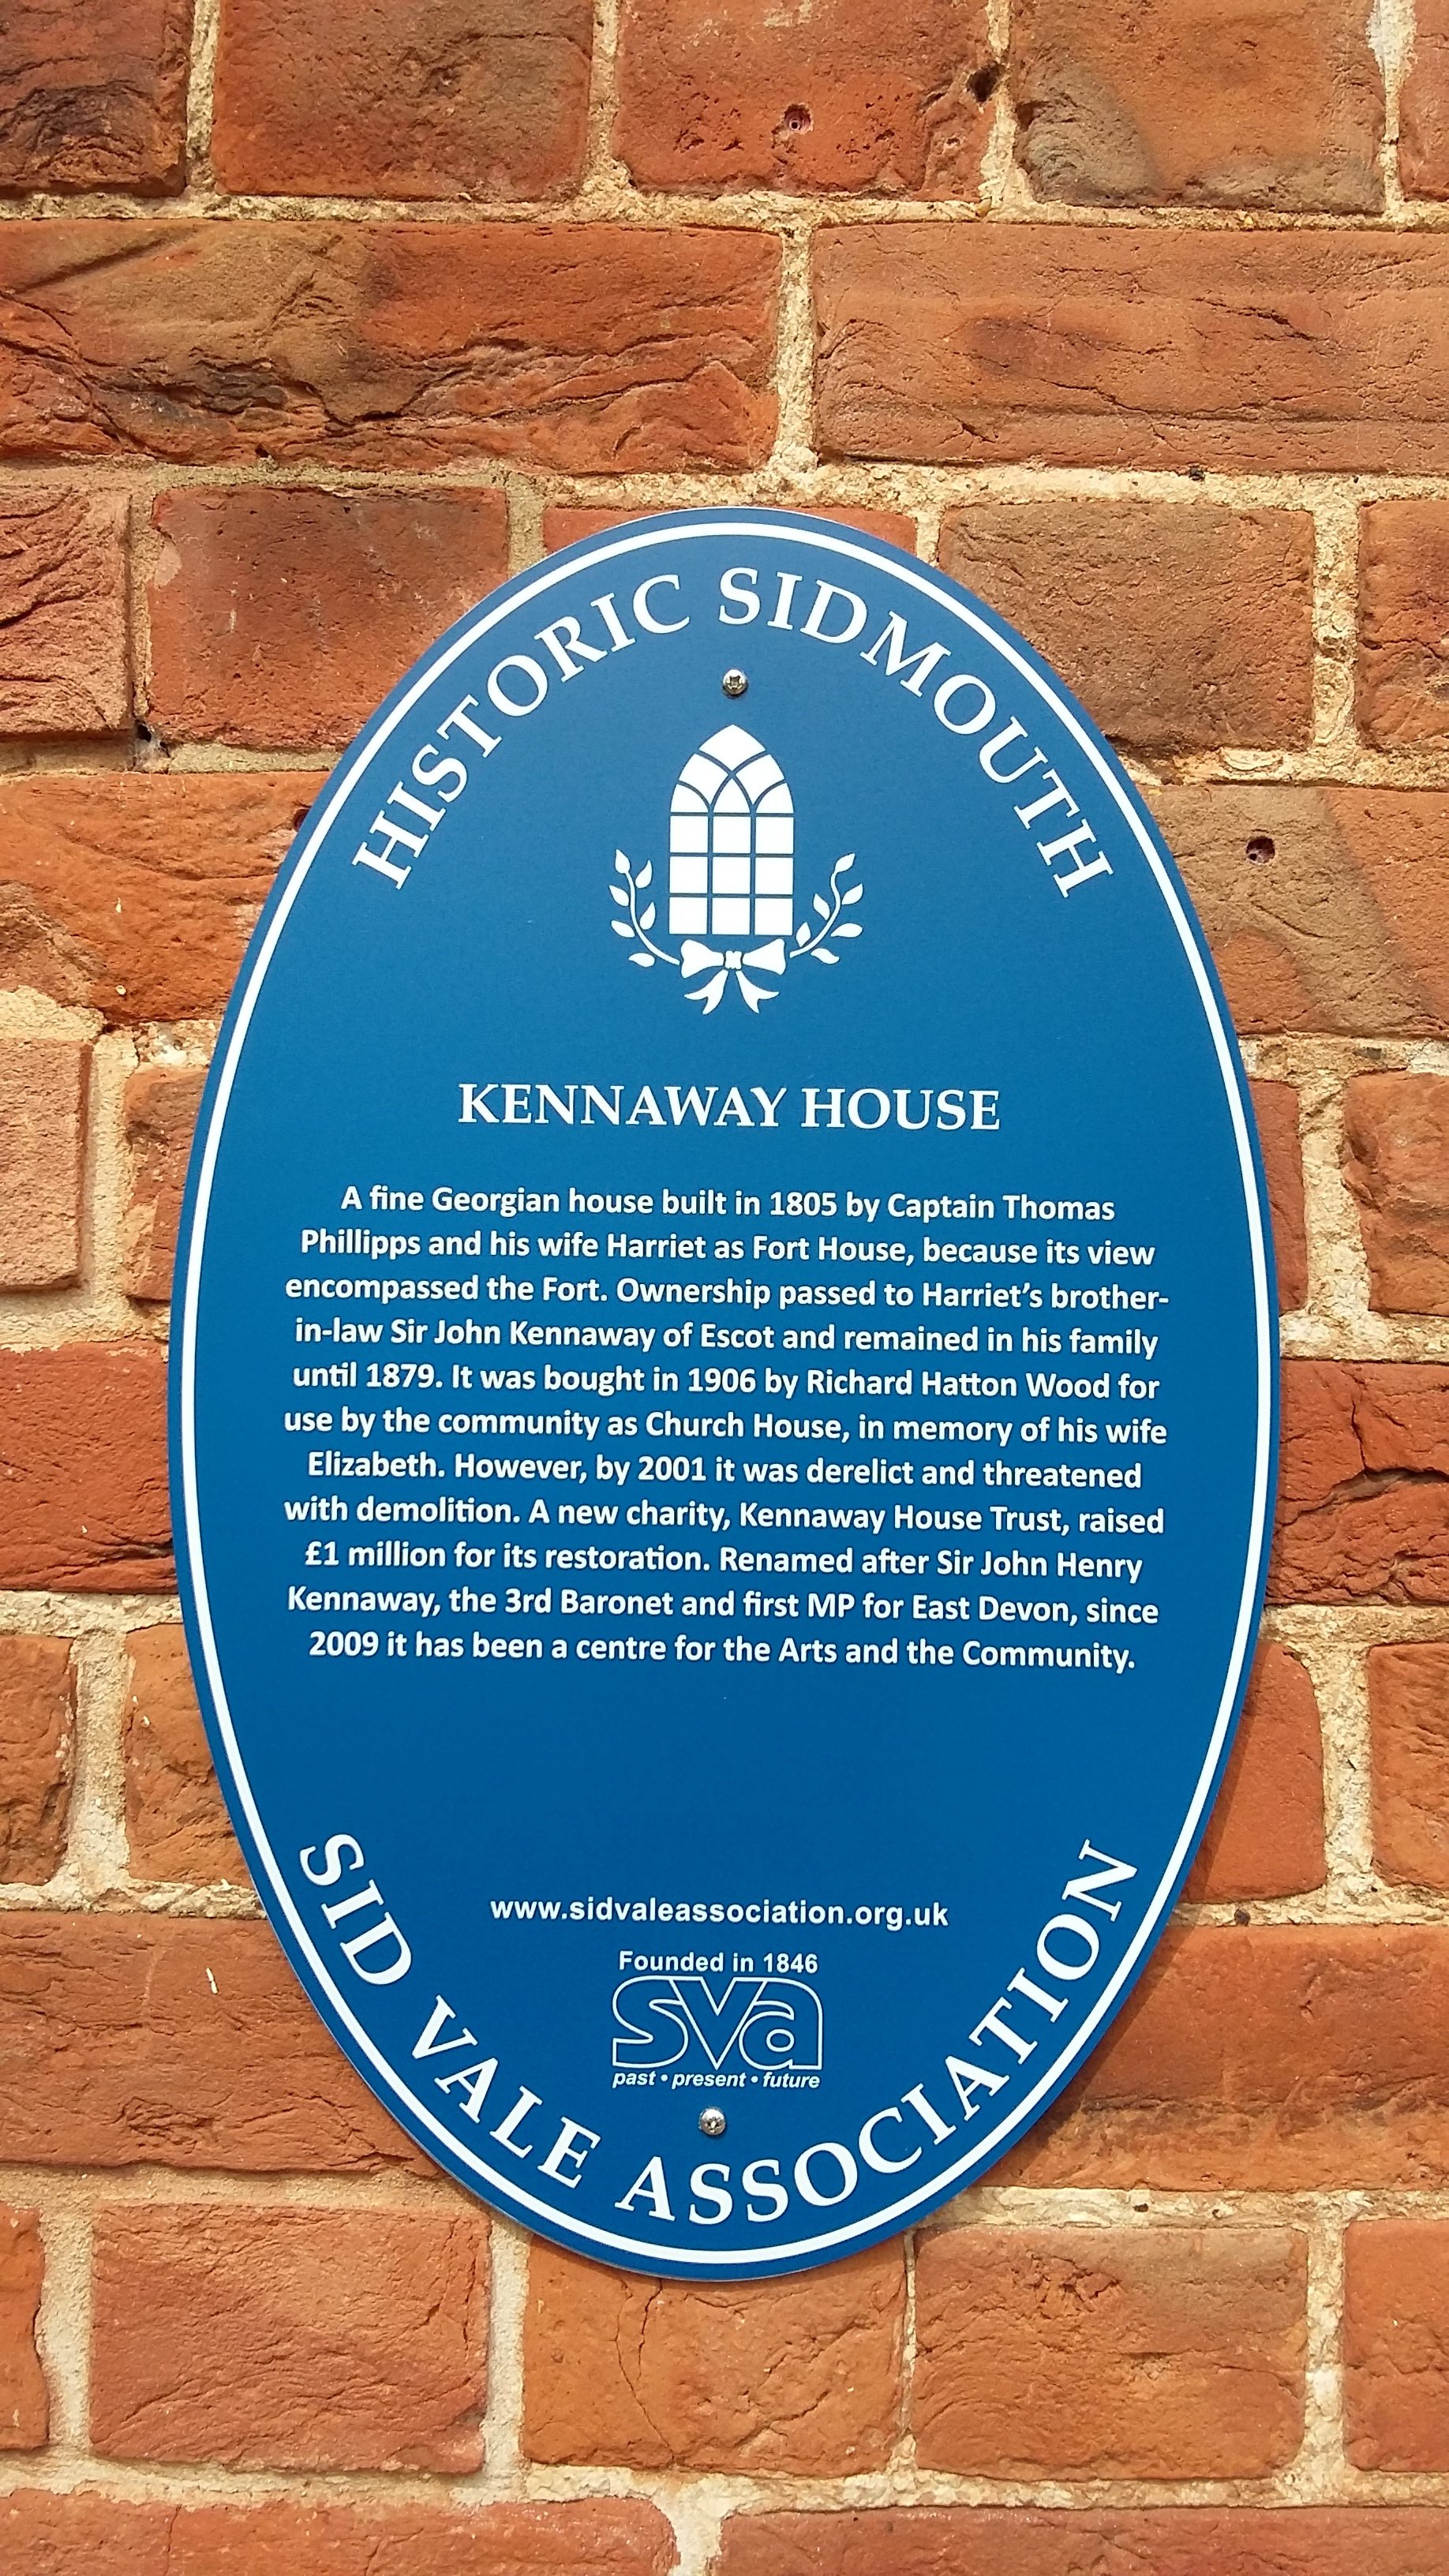 HISTORIC SIDMOUTH
KENNAWAY HOUSE
A fine Georgian house built in 1805 by Captain Thomas
Phillipps and his wife Harriet as Fort House, because its view
encompassed the Fort. Ownership passed to Harriet's brother-
in-law Sir John Kennaway of Escot and remained in his family
until 1879. It was bought in 1906 by Richard Hatton Wood for
use by the community as Church House, in memory of his wife
Elizabeth. However, by 2001 it was derelict and threatened
with demolition. A new charity, Kennaway House Trust, raised
£1 million for its restoration. Renamed after Sir John Henry
Kennaway, the 3rd Baronet and first MP for East Devon, since
2009 it has been a centre for the Arts and the Community.
www.sidvaleassociation.org.uk
Founded in 1846
sva
past • present • future
SID VALE ASSOCIATION